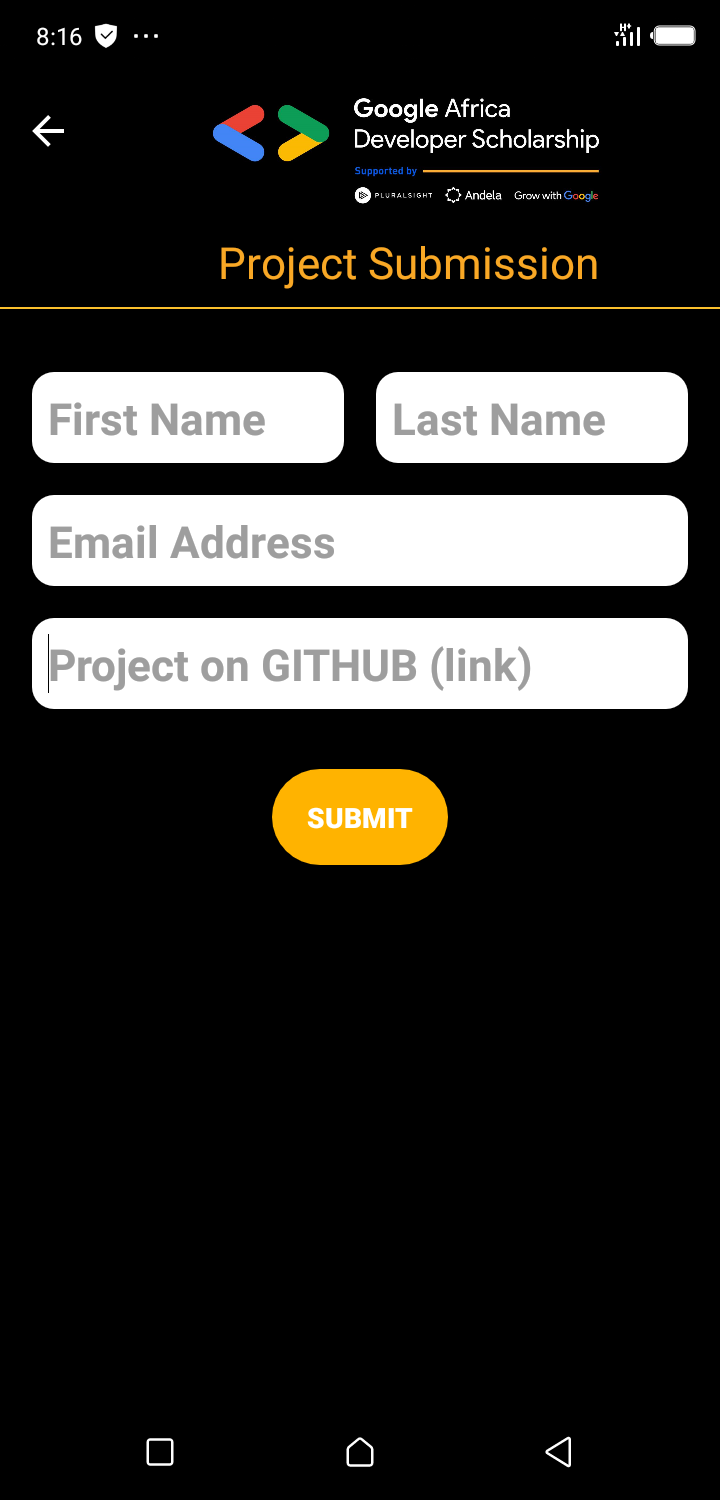 8:16
H+
Google Africa
Developer Scholarship
Supported by
PLURALSIGHT Andela Grow with Google
Project Submission
First Name Last Name
Email Address
Project on GITHUB (link)
SUBMIT